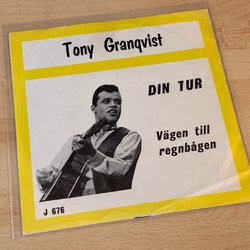 Tony Granqvist
DIN TUR
Vägen till
regnbågen
J 676